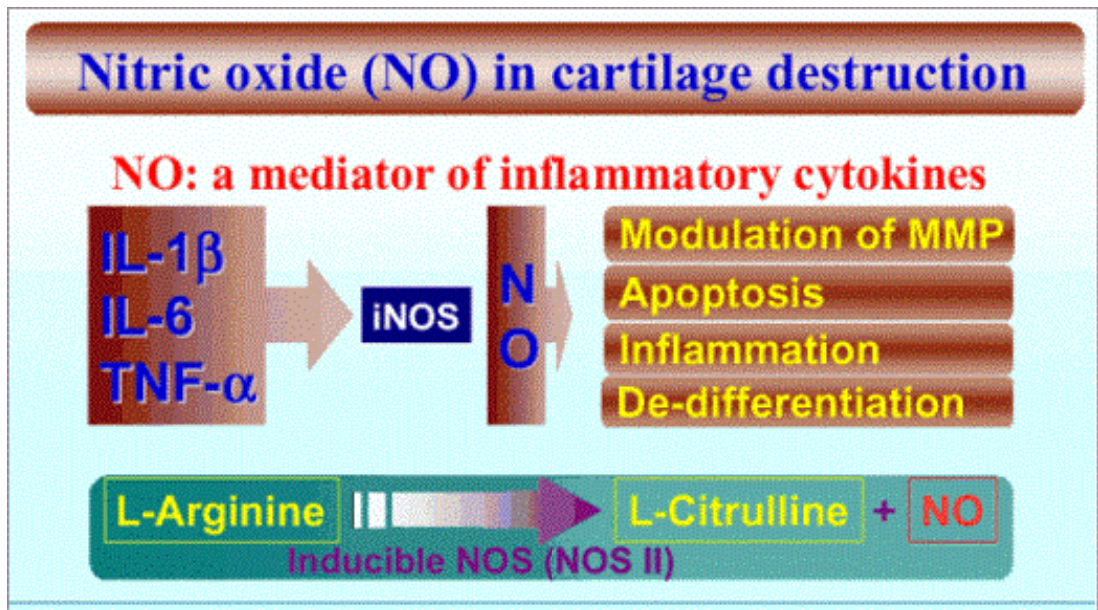 Nitric oxide (NO) in cartilage destruction
NO: a mediator of inflammatory cytokines
IL-1β
IL-6
TNF-α
iNOS
N
O
Modulation of MMP
Apoptosis
Inflammation
De-differentiation
L-Arginine
L-Citrulline + NO
Inducible NOS (NOS II)